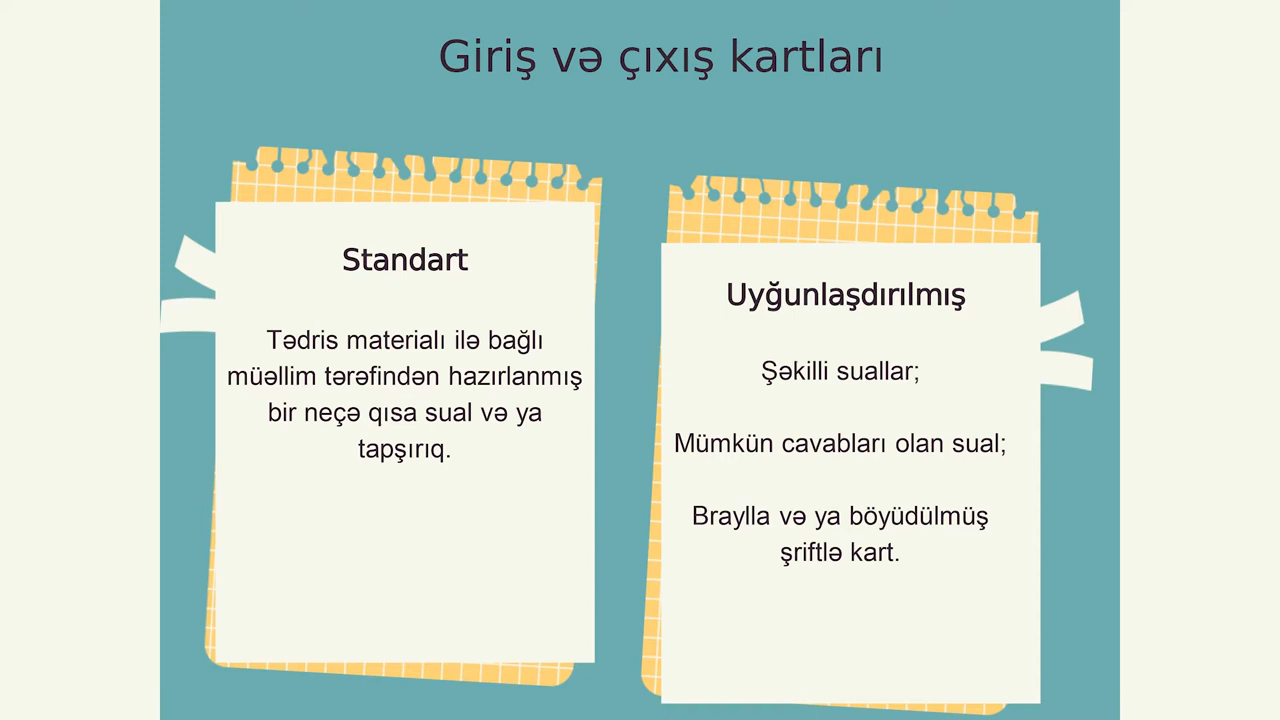 Giriş və çıxış kartları
Standart
Tədris materialı ilə bağlı
müəllim tərəfindən hazırlanmış
bir neçə qısa sual və ya
tapşırıq.
Uyğunlaşdırılmış
Şəkilli suallar;
Mümkün cavabları olan sual;
Braylla və ya böyüdülmüş
şriftlə kart.